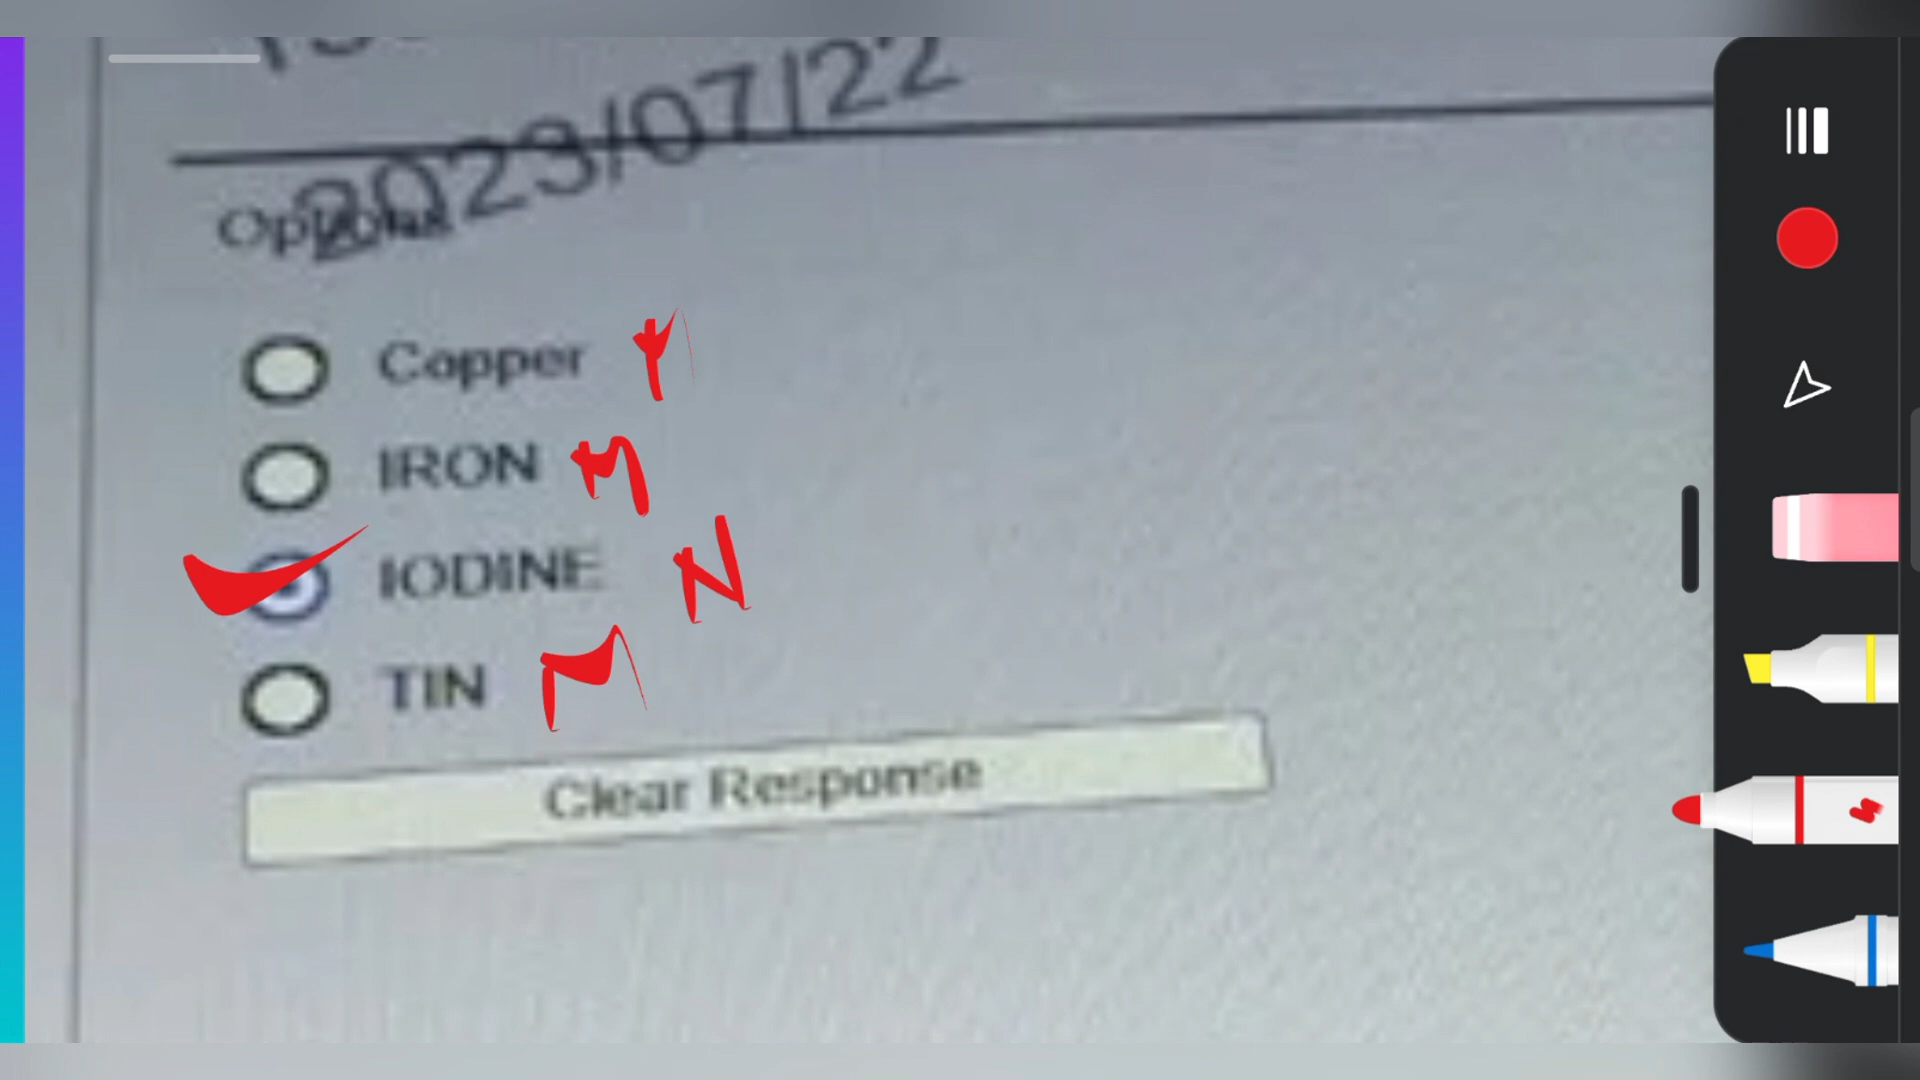 2023/07/22
Options
Copper M
IRON M
IODINE N
TIN M
Clear Response